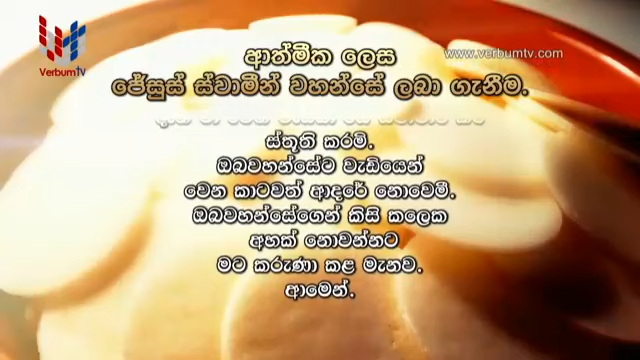 VerbumTV
www.verbumtv.com
ආත්මීක ලෙස
ජේසුස් ස්වාමීන් වහන්සේ ලබා ගැනීම.
ස්තුති කරමි.
ඔබවහන්සේට වැඩියෙන්
වෙන කාටවත් ආදරේ නොවෙමී.
ඔබවහන්සේගෙන් කිසි කලෙක
අහක් නොවන්නට
මට කරුණා කළ මැනව.
ආමෙන්.